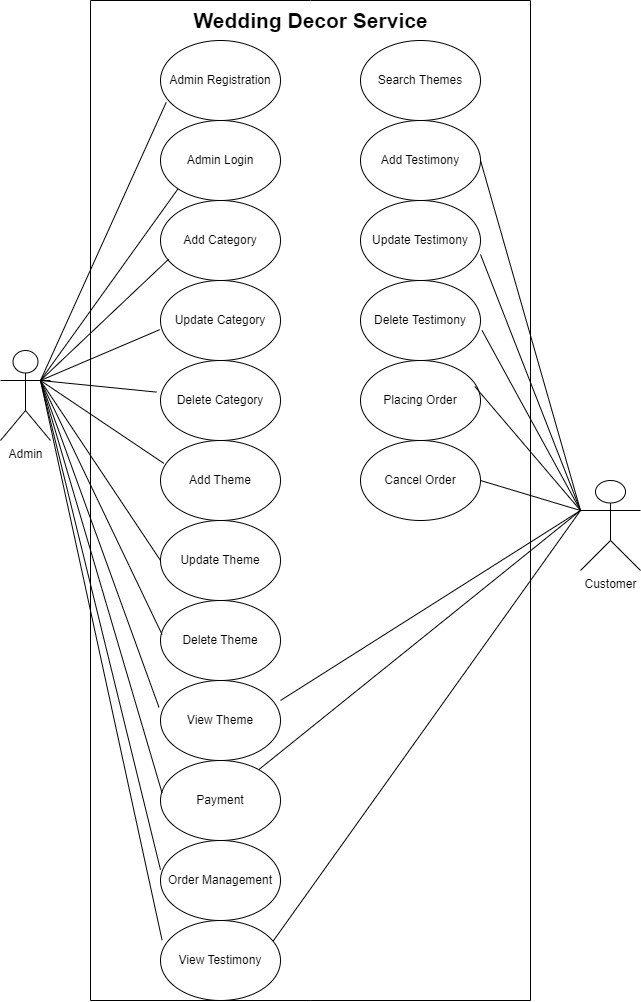 Wedding Decor Service
Admin Registration
Search Themes
Admin Login
Add Testimony
Add Category
Update Testimony
Update Category
Delete Testimony
Delete Category
Placing Order
Admin
Add Theme
Cancel Order
Update Theme
Customer
Delete Theme
View Theme
Payment
Order Management
View Testimony